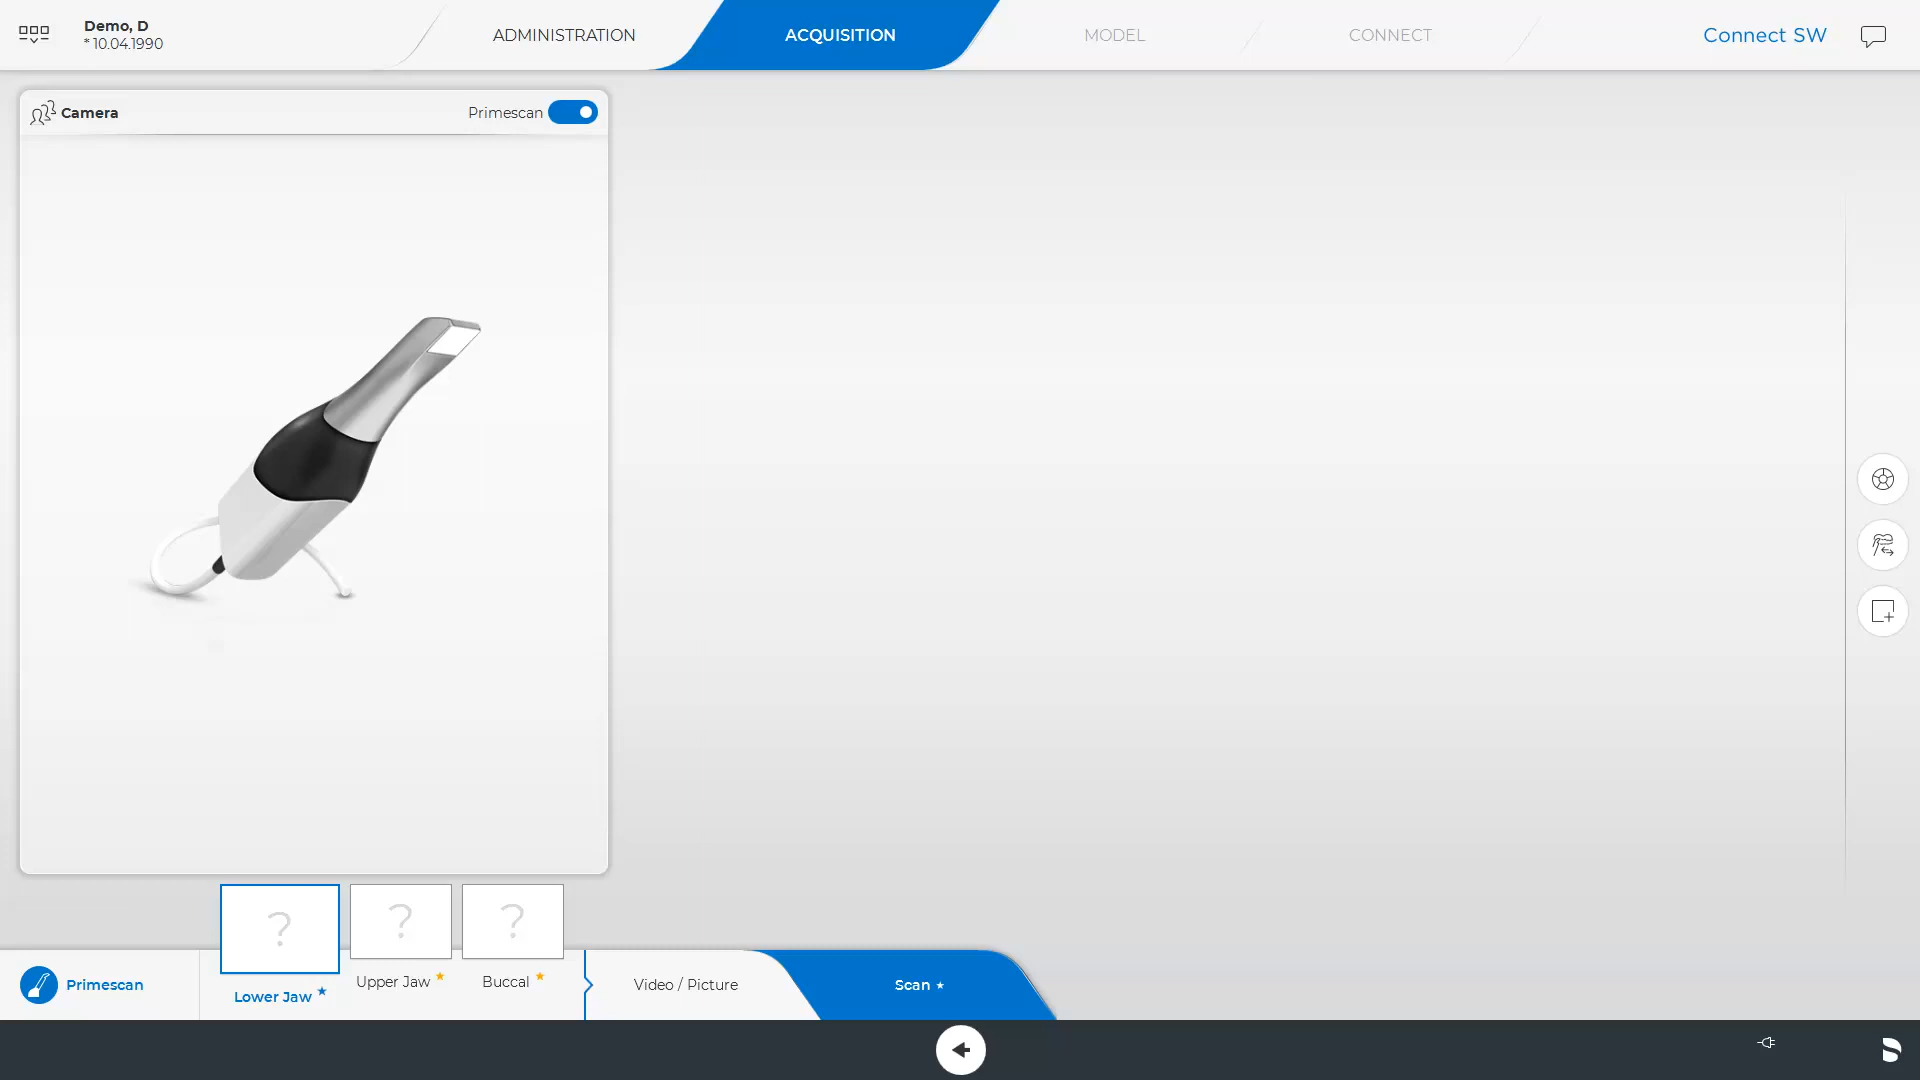 Demo, D
* 10.04.1990
ADMINISTRATION
ACQUISITION
MODEL
CONNECT
Connect SW
Camera
Primescan
?
?
?
Primescan
Lower Jaw ★
Upper Jaw ★
Buccal ★
Video / Picture
Scan ★